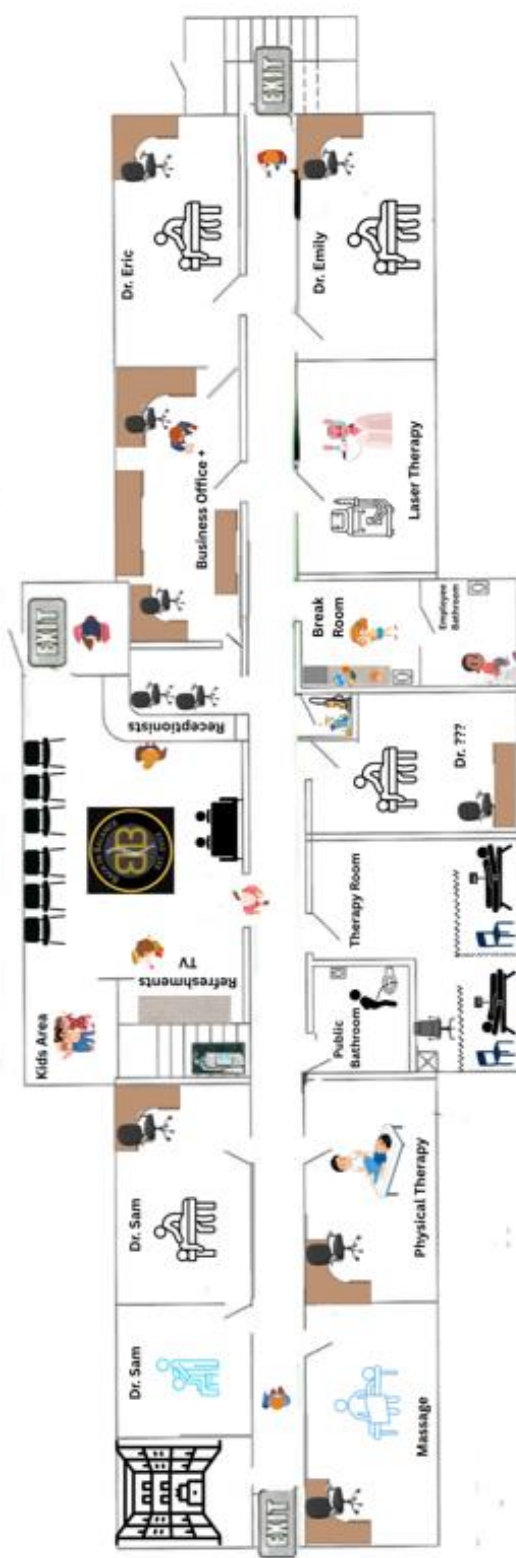 EXIT
Kids Area
Refreshments
TV
Receptionists
EXIT
Dr. Sam
Dr. Sam
Business Office +
Dr. Eric
EXIT
EXIT
Massage
Physical Therapy
Public
Bathroom
Therapy Room
Dr. ???
Break
Room
Employee
Bathroom
Laser Therapy
Dr. Emily